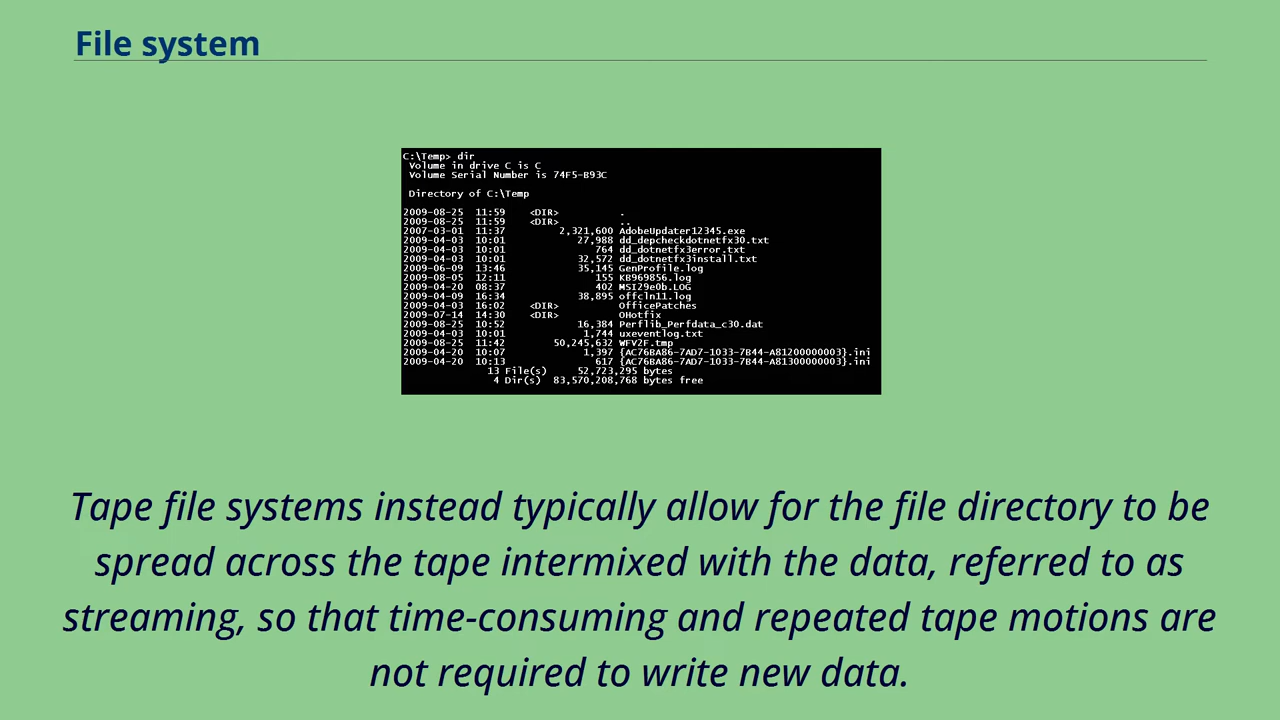 File system
C:\Temp> dir
Volume in drive C is C
Volume Serial Number is 74F5-B93C
Directory of C:\Temp
2009-08-25 11:59 <DIR> .
2009-08-25 11:59 <DIR> ..
2007-03-01 11:37 2,321,600 AdobeUpdater12345.exe
2009-04-03 10:01 27,988 dd_depcheckdotnetfx30.txt
2009-04-03 10:01 764 dd_dotnetfx3error.txt
2009-04-03 10:01 32,572 dd_dotnetfx3install.txt
2009-06-09 13:46 35,145 GenProfile.log
2009-08-05 12:11 155 KB969856.log
2009-04-20 08:37 402 MSI29e0b.LOG
2009-04-09 16:34 38,895 offcln11.log
2009-04-03 16:02 <DIR> OfficePatches
2009-07-14 14:30 <DIR> OHotfix
2009-08-25 10:52 16,384 Perflib_Perfdata_c30.dat
2009-04-03 10:01 1,744 uxeventlog.txt
2009-08-25 11:42 50,245,632 WFV2F.tmp
2009-04-20 10:07 1,397 {AC76BA86-7AD7-1033-7B44-A81200000003}.ini
2009-04-20 10:13 617 {AC76BA86-7AD7-1033-7B44-A81300000003}.ini
13 File(s) 52,723,295 bytes
4 Dir(s) 83,570,208,768 bytes free
Tape file systems instead typically allow for the file directory to be
spread across the tape intermixed with the data, referred to as
streaming, so that time-consuming and repeated tape motions are
not required to write new data.